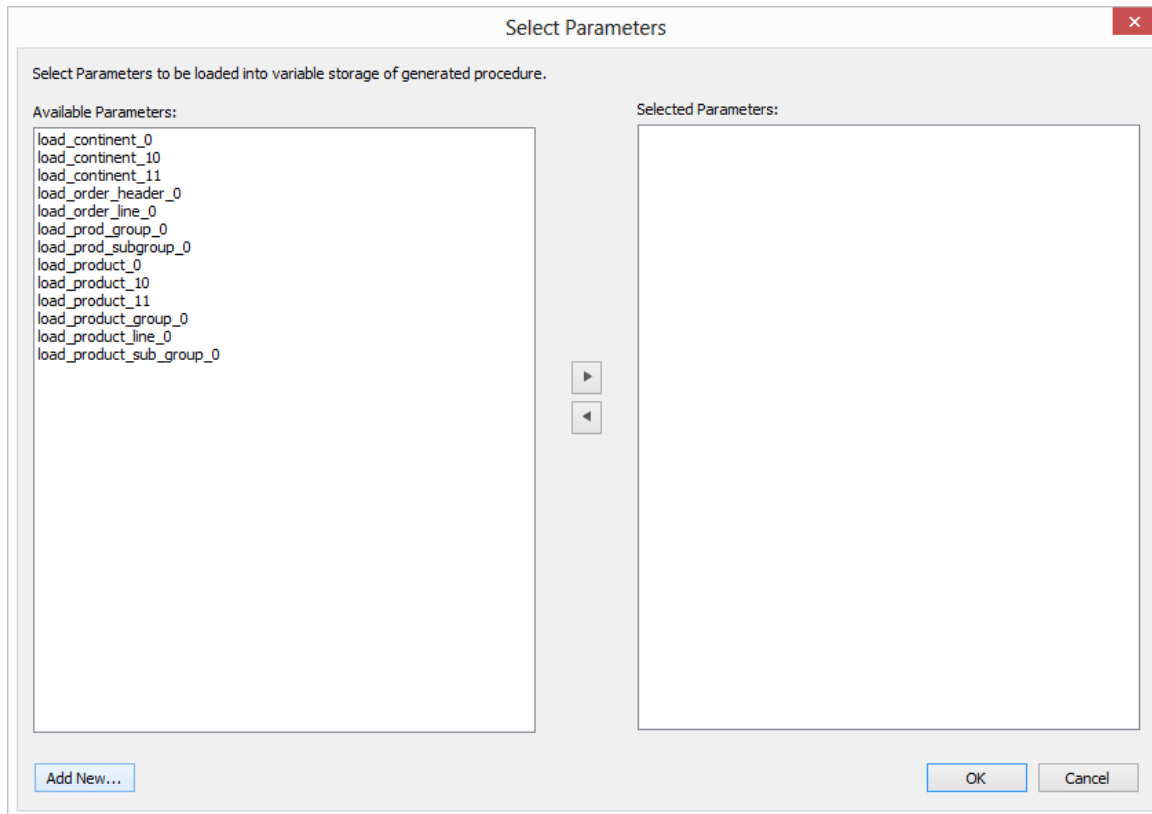 Select Parameters
Select Parameters to be loaded into variable storage of generated procedure.
Available Parameters:
Selected Parameters:
load_continent_0
load_continent_10
load_continent_11
load_order_header_0
load_order_line_0
load_prod_group_0
load_prod_subgroup_0
load_product_0
load_product_10
load_product_11
load_product_group_0
load_product_line_0
load_product_sub_group_0
Add New...
OK
Cancel